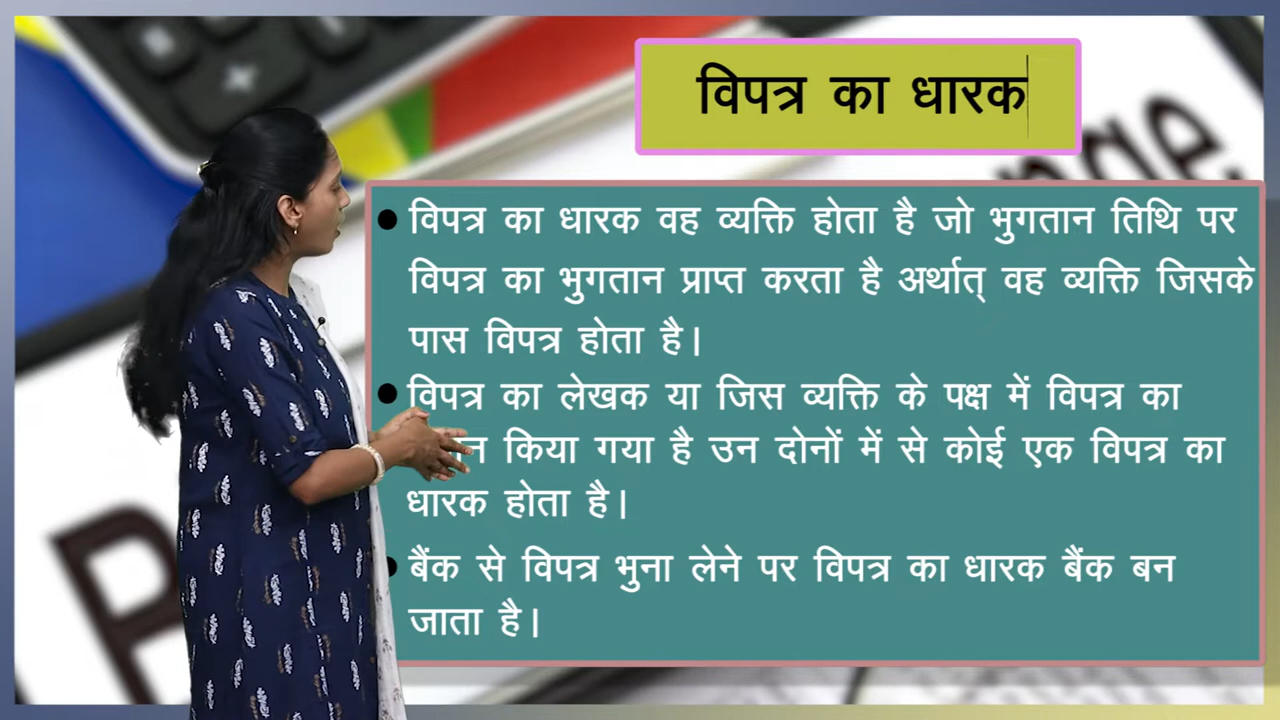 विपत्र का धारक
● विपत्र का धारक वह व्यक्ति होता है जो भुगतान तिथि पर
विपत्र का भुगतान प्राप्त करता है अर्थात् वह व्यक्ति जिसके
पास विपत्र होता है।
● विपत्र का लेखक या जिस व्यक्ति के पक्ष में विपत्र का
किया गया है उन दोनों में से कोई एक विपत्र का
धारक होता है।
● बैंक से विपत्र भुना लेने पर विपत्र का धारक बैंक बन
जाता है।